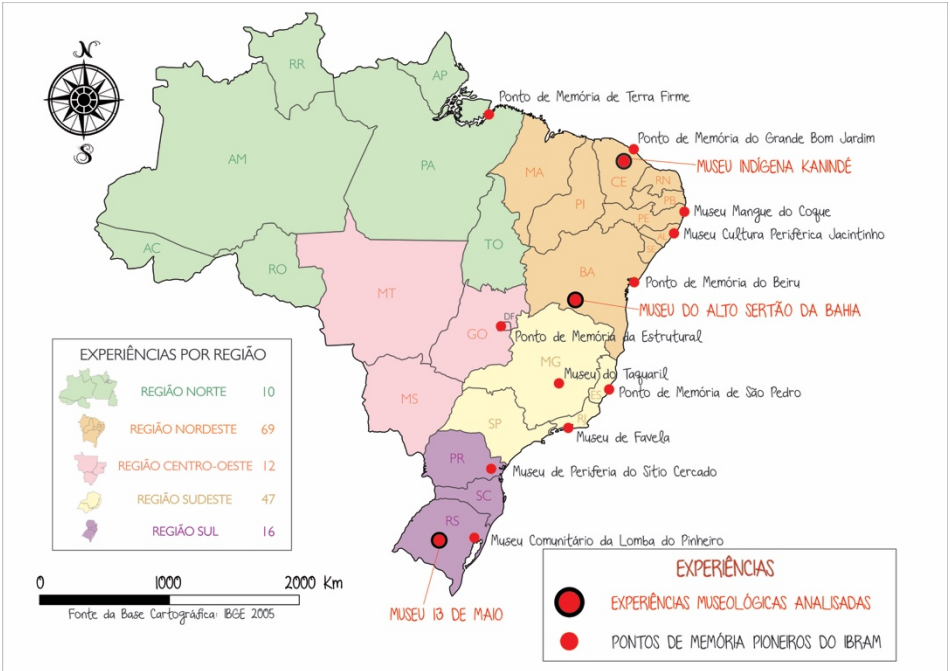 N
S
RR
AP
Ponto de Memória de Terra Firme
Ponto de Memória do Grande Bom Jardim
MUSEU INDÍGENA KANINDÉ
AM
PA
MA
CE
RN
PI
PB
PE
Museu Mangue do Coque
AL
Museu Cultura Periférica Jacintinho
SE
AC
RO
TO
BA
Ponto de Memória do Beiru
MUSEU DO ALTO SERTÃO DA BAHIA
MT
GO
DF
Ponto de Memória da Estrutural
MG
Museu do Taquaril
ES
Ponto de Memória de São Pedro
MS
SP
RJ
Museu de Favela
PR
Museu de Periferia do Sítio Cercado
SC
RS
Museu Comunitário da Lomba do Pinheiro
MUSEU 13 DE MAIO
EXPERIÊNCIAS POR REGIÃO
REGIÃO NORTE 10
REGIÃO NORDESTE 69
REGIÃO CENTRO-OESTE 12
REGIÃO SUDESTE 47
REGIÃO SUL 16
0 1000 2000 Km
Fonte da Base Cartográfica: IBGE 2005
EXPERIÊNCIAS
EXPERIÊNCIAS MUSEOLÓGICAS ANALISADAS
PONTOS DE MEMÓRIA PIONEIROS DO IBRAM